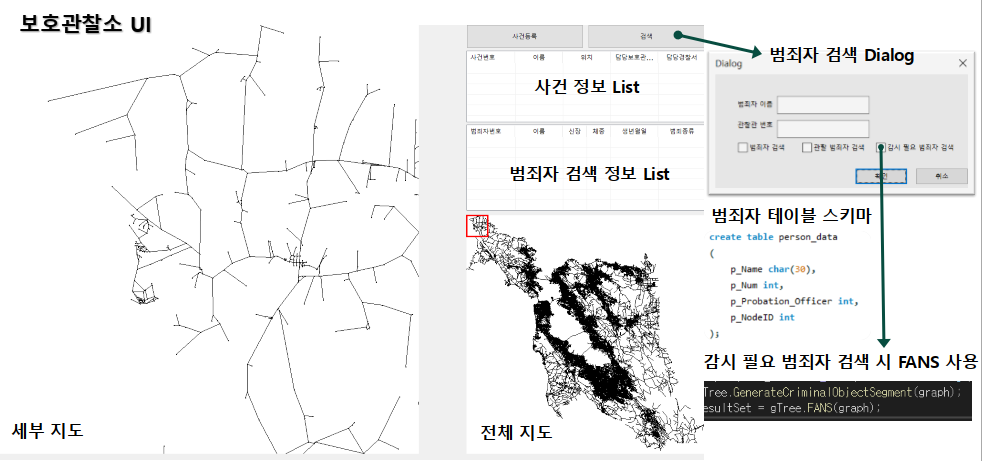 보호관찰소 UI
사건등록
검색
사건번호 이름 위치 담당보호관... 담당경찰서
사건 정보 List
범죄자번호 이름 신장 체중 생년월일 범죄종류
범죄자 검색 정보 List
세부 지도
전체 지도
범죄자 검색 Dialog
Dialog
범죄자 이름
관찰관 번호
범죄자 검색
관할 범죄자 검색
감시 필요 범죄자 검색
확인
취소
범죄자 테이블 스키마
create table person_data
(
p_Name char(30),
p_Num int,
p_Probation_Officer int,
p_NodeID int
);
감시 필요 범죄자 검색 시 FANS 사용
Tree.GenerateCriminalObjectSegment(graph);
esultSet = gTree.FANS(graph);